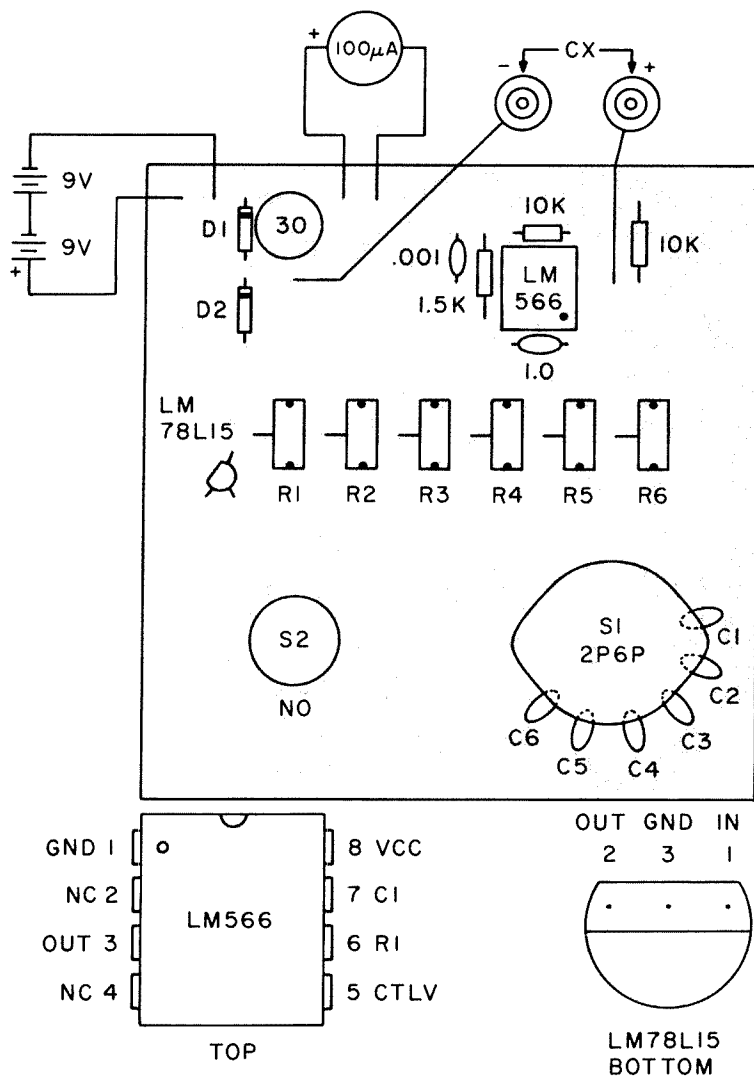 + 100μA
- CX +
9V
9V
+
D1
30
10K
10K
.001
1.5K
LM
566
D2
1.0
LM
78L15
R1 R2 R3 R4 R5 R6
S2
NO
S1
2P6P
C1
C2
C3
C4
C5
C6
OUT GND IN
2 3 1
GND 1
NC 2
OUT 3
NC 4
LM566
8 VCC
7 C1
6 R1
5 CTLV
TOP
LM78L15
BOTTOM